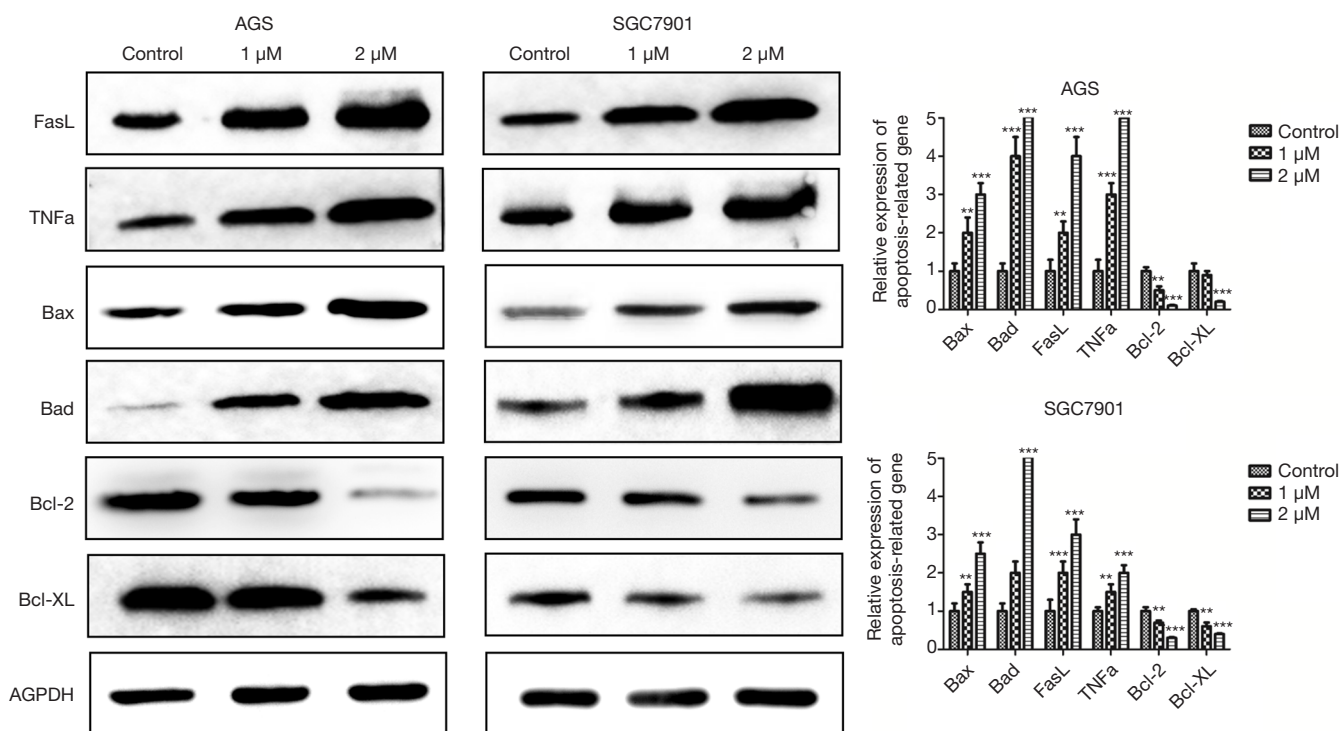 AGS
Control 1 µM 2 µM
SGC7901
Control 1 µM 2 µM
FasL
TNFa
Bax
Bad
Bcl-2
Bcl-XL
AGPDH
AGS
Relative expression of
apoptosis-related gene
5
4
3
2
1
0
** *** *** *** ** *** *** *** ** *** ***
Bax Bad FasL TNFa Bcl-2 Bcl-XL
Control
1 µM
2 µM
SGC7901
Relative expression of
apoptosis-related gene
5
4
3
2
1
0
** *** *** *** *** ** *** ** *** ** ***
Bax Bad FasL TNFa Bcl-2 Bcl-XL
Control
1 µM
2 µM